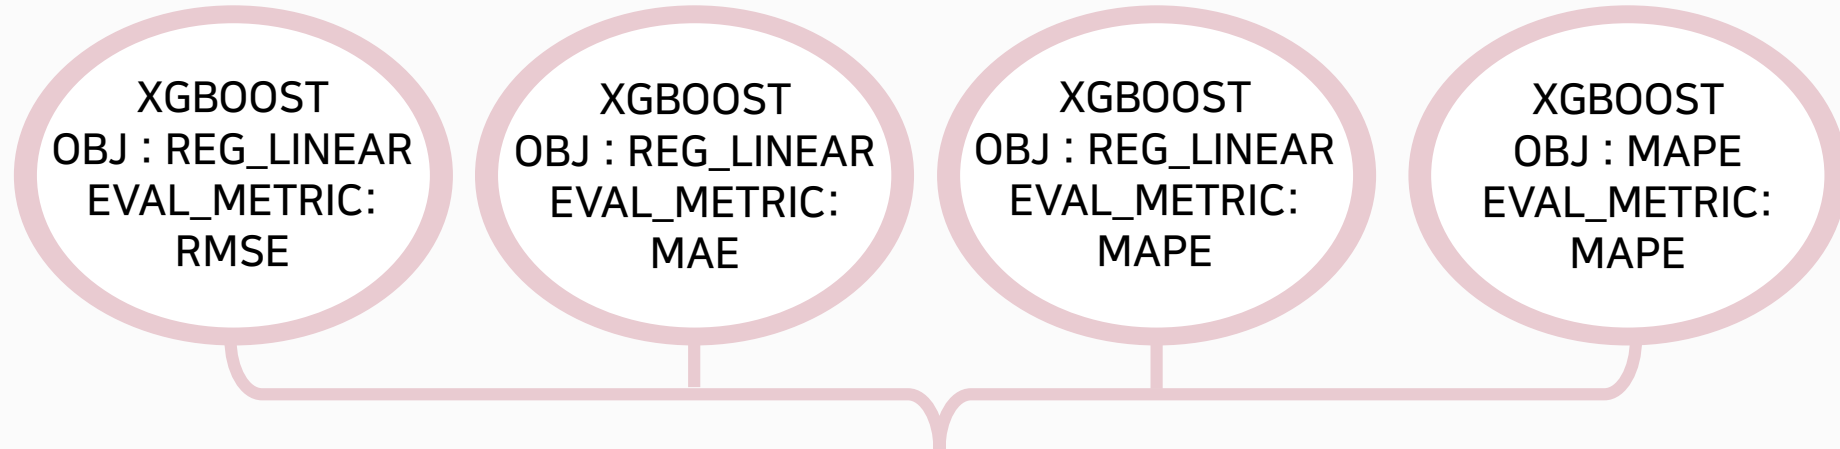 XGBOOST
OBJ : REG_LINEAR
EVAL_METRIC:
RMSE
XGBOOST
OBJ : REG_LINEAR
EVAL_METRIC:
MAE
XGBOOST
OBJ : REG_LINEAR
EVAL_METRIC:
MAPE
XGBOOST
OBJ : MAPE
EVAL_METRIC:
MAPE